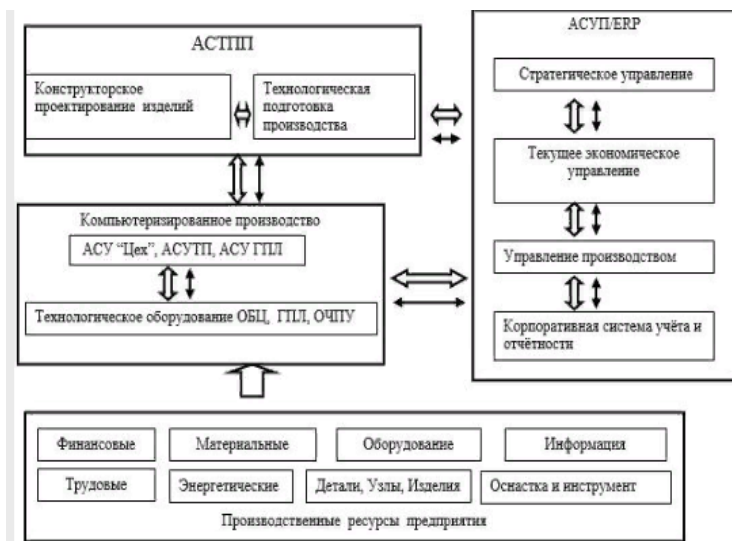 АСТПП
Конструкторское
проектирование изделий
Технологическая
подготовка
производства
АСУП/ERP
Стратегическое управление
Текущее экономическое
управление
Управление производством
Корпоративная система учёта и
отчётности
Компьютеризированное производство
АСУ “Цех”, АСУТП, АСУ ГПЛ
Технологическое оборудование ОБЦ, ГПЛ, ОЧПУ
Финансовые
Материальные
Оборудование
Информация
Трудовые
Энергетические
Детали, Узлы, Изделия
Оснастка и инструмент
Производственные ресурсы предприятия